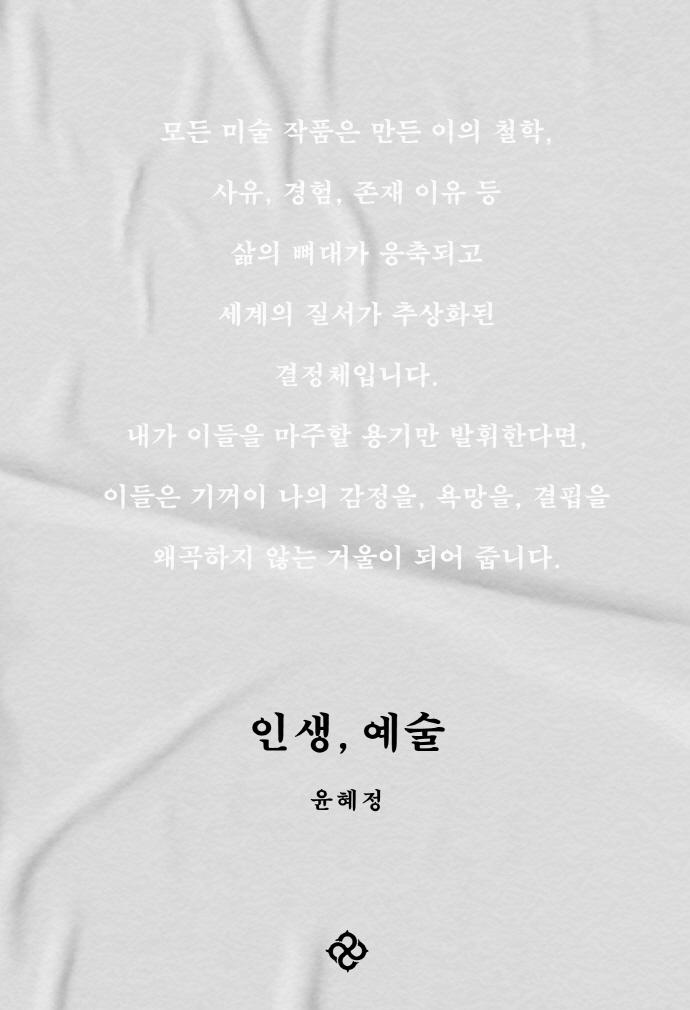 모든 미술 작품은 만든 이의 철학,
사유, 경험, 존재 이유 등
삶의 뼈대가 응축되고
세계의 질서가 추상화된
결정체입니다.
내가 이들을 마주할 용기만 발휘한다면,
이들은 기꺼이 나의 감정을, 욕망을, 결핍을
왜곡하지 않는 거울이 되어 줍니다.
인생, 예술
윤혜정